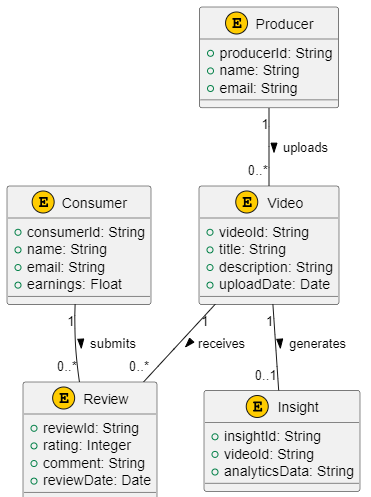 E Producer
producerId: String
name: String
email: String
1
uploads
0..*
E Consumer
consumerId: String
name: String
email: String
earnings: Float
E Video
videoId: String
title: String
description: String
uploadDate: Date
1
submits
0..*
1
receives
0..*
1
generates
0..1
E Review
reviewId: String
rating: Integer
comment: String
reviewDate: Date
E Insight
insightId: String
videoId: String
analyticsData: String